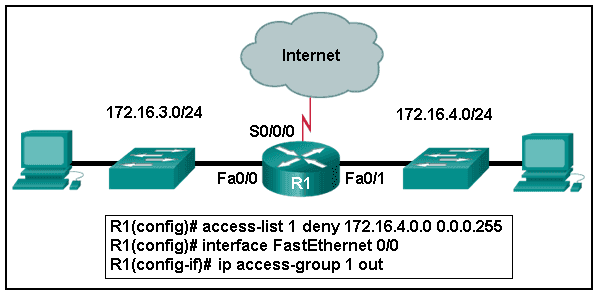 Internet
172.16.3.0/24
172.16.4.0/24
S0/0/0
Fa0/0
R1
Fa0/1
R1(config)# access-list 1 deny 172.16.4.0.0 0.0.0.255
R1(config)# interface FastEthernet 0/0
R1(config-if)# ip access-group 1 out